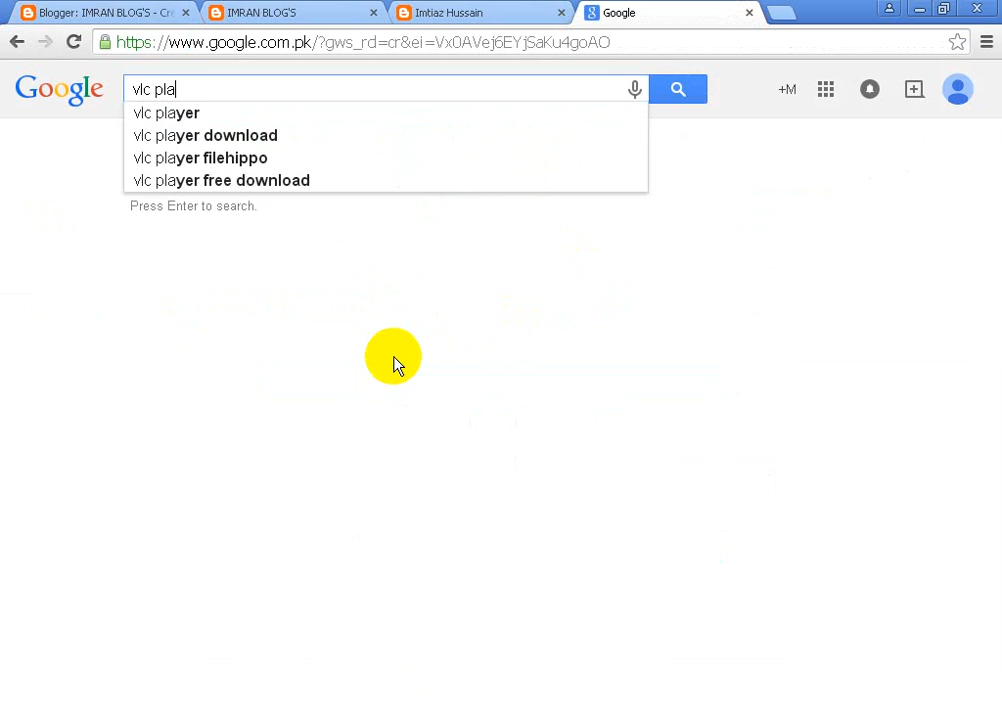 Blogger: IMRAN BLOG'S - Cre
IMRAN BLOG'S
Imtiaz Hussain
Google
https://www.google.com.pk/?gws_rd=cr&ei=Vx0AVej6EYjSaKu4goAO
Google
vlc pla
+M
vlc player
vlc player download
vlc player filehippo
vlc player free download
Press Enter to search.